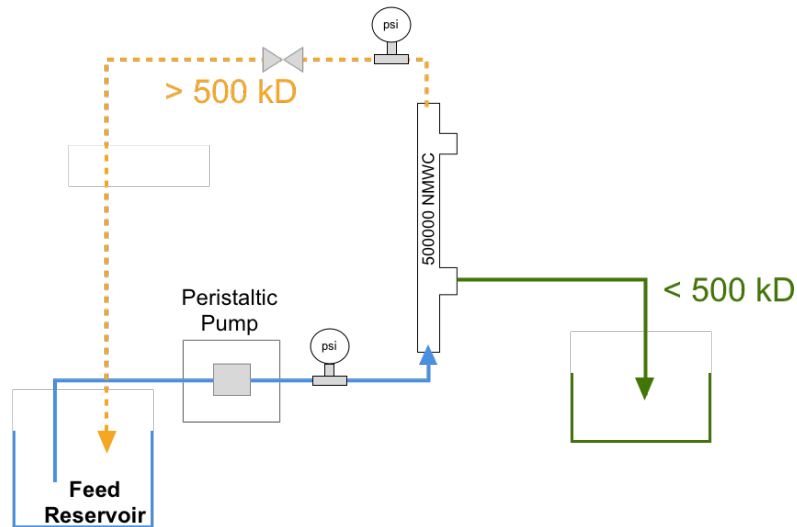 psi
> 500 kD
500000 NMWC
< 500 kD
Peristaltic
Pump
psi
Feed
Reservoir